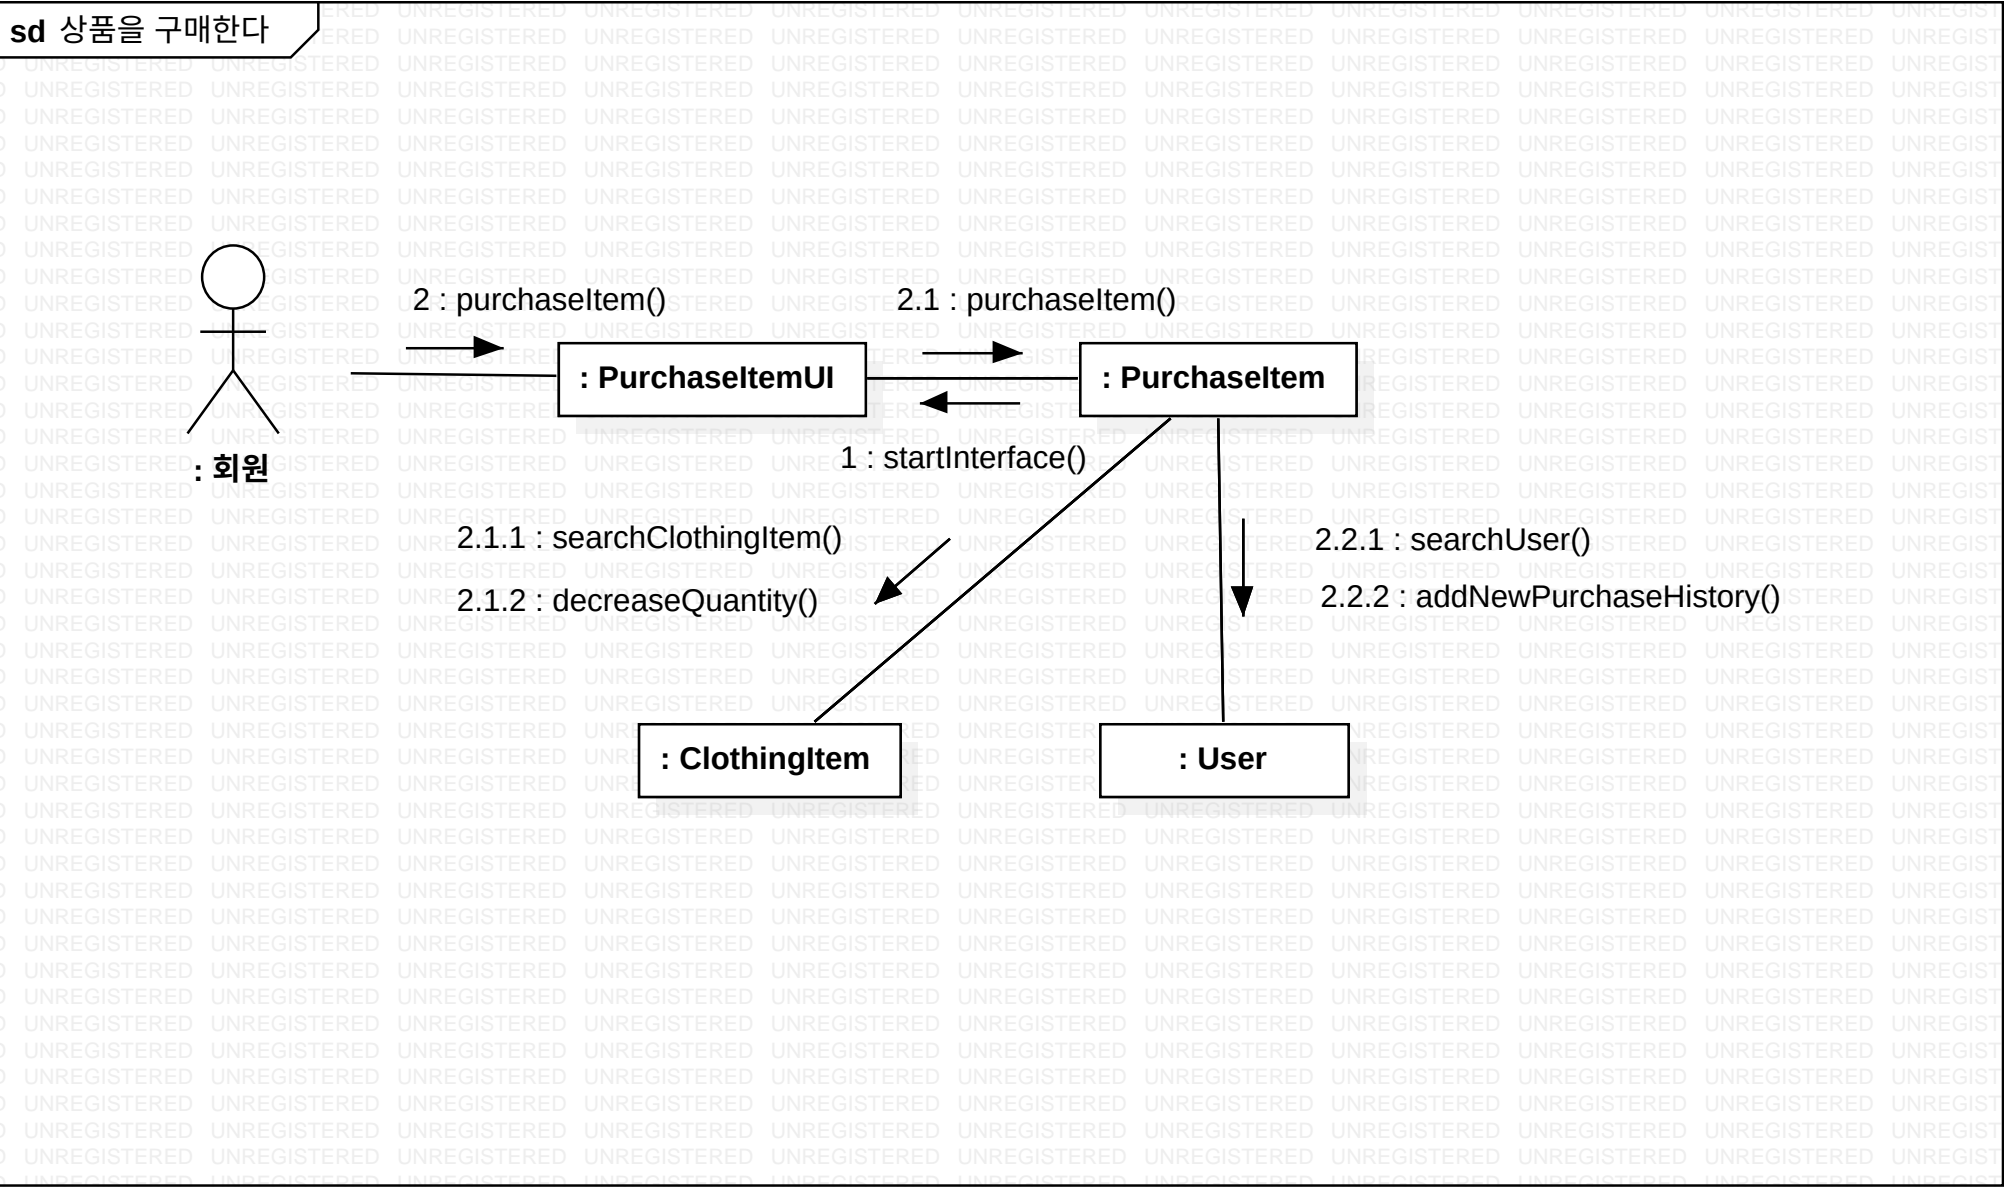 sd 상품을 구매한다
2 : purchaseItem()
2.1 : purchaseItem()
: PurchaseItemUI
: PurchaseItem
1 : startInterface()
: 회원
2.1.1 : searchClothingItem()
2.2.1 : searchUser()
2.1.2 : decreaseQuantity()
2.2.2 : addNewPurchaseHistory()
: ClothingItem
: User
UNREGISTERED